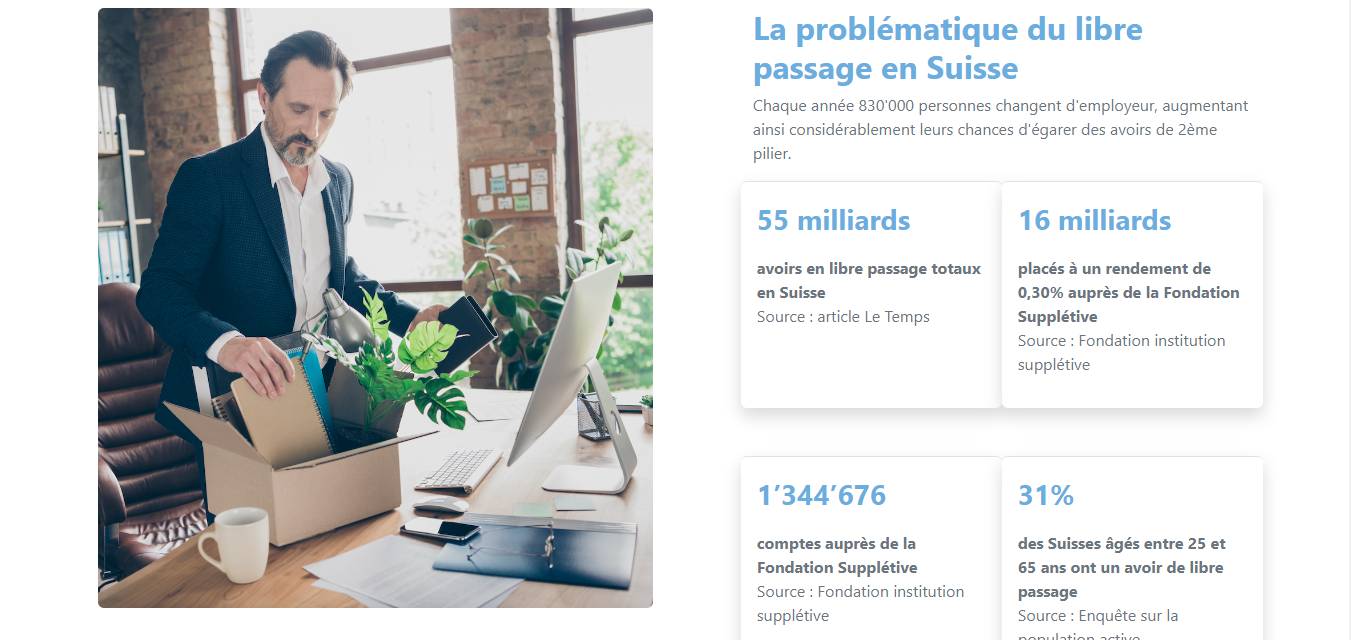 La problématique du libre
passage en Suisse
Chaque année 830'000 personnes changent d'employeur, augmentant
ainsi considérablement leurs chances d'égarer des avoirs de 2ème
pilier.
55 milliards
avoirs en libre passage totaux
en Suisse
Source : article Le Temps
16 milliards
placés à un rendement de
0,30% auprès de la Fondation
Supplétive
Source : Fondation institution
supplétive
1’344’676
comptes auprès de la
Fondation Supplétive
Source : Fondation institution
supplétive
31%
des Suisses âgés entre 25 et
65 ans ont un avoir de libre
passage
Source : Enquête sur la
population active